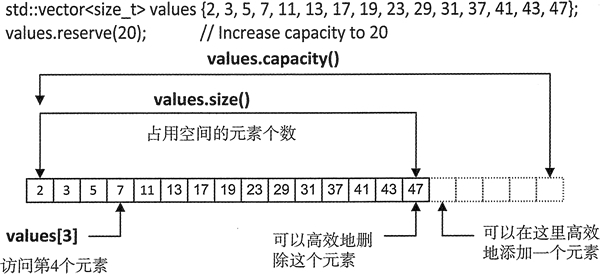 std::vector<size_t> values {2, 3, 5, 7, 11, 13, 17, 19, 23, 29, 31, 37, 41, 43, 47};
values.reserve(20); // Increase capacity to 20
values.capacity()
values.size()
占用空间的元素个数
2 3 5 7 11 13 17 19 23 29 31 37 41 43 47
values[3]
访问第4个元素
可以高效地删
除这个元素
可以在这里高效
地添加一个元素